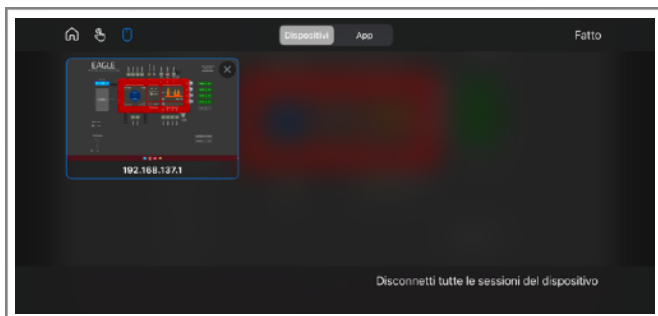 Dispositivi
App
Fatto
EAGLE
192.168.137.1
Disconnetti tutte le sessioni del dispositivo